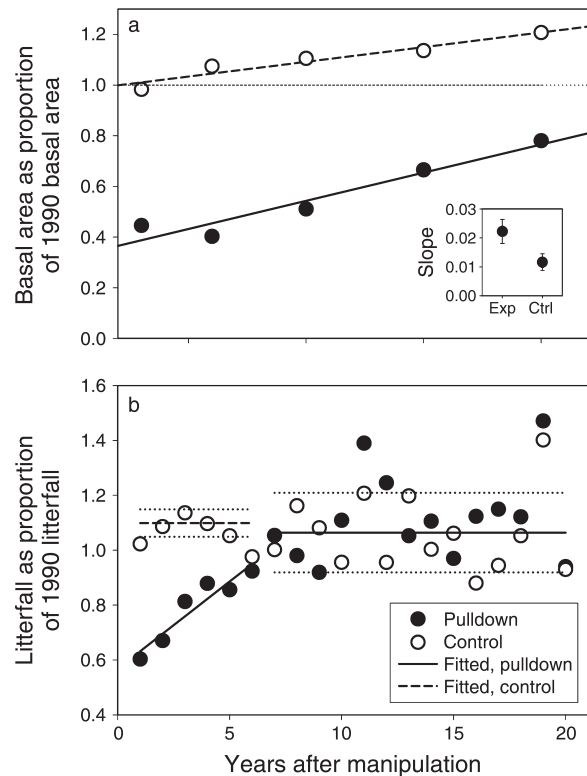 a
Basal area as proportion
of 1990 basal area
1.2
1.0
0.8
0.6
0.4
0.2
0.0
Slope
0.03
0.02
0.01
0.00
Exp Ctrl
b
Litterfall as proportion
of 1990 litterfall
1.6
1.4
1.2
1.0
0.8
0.6
0.4
Pulldown
Control
Fitted, pulldown
Fitted, control
0 5 10 15 20
Years after manipulation